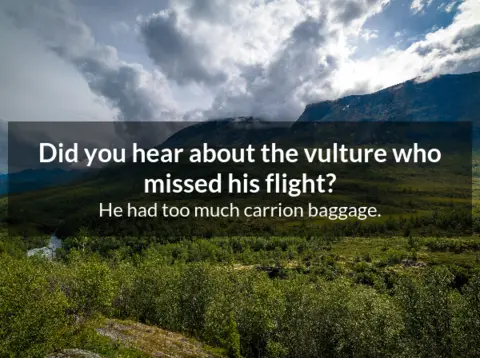 Did you hear about the vulture who
missed his flight?
He had too much carrion baggage.